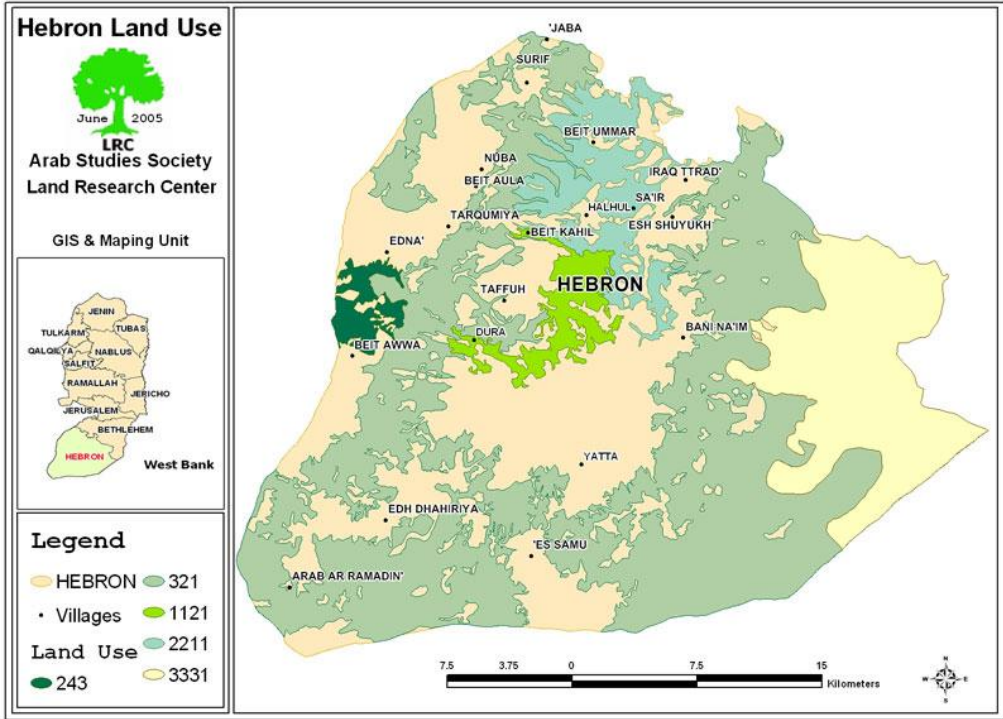 Hebron Land Use
June 2005
LRC
Arab Studies Society
Land Research Center
GIS & Maping Unit
JENIN
TULKARM
TUBAS
QALQILYA
NABLUS
SALFIT
RAMALLAH
JERICHO
JERUSALEM
BETHLEHEM
HEBRON
West Bank
Legend
HEBRON
Villages
Land Use
243
321
1121
2211
3331
'JABA
SURIF
BEIT UMMAR
NUBA
IRAQ TTRAD'
BEIT AULA
SA'IR
HALHUL
TARQUMIYA
ESH SHUYUKH'
BEIT KAHIL
EDNA'
HEBRON
TAFFUH
DURA
BANI NA'IM
BEIT AWWA
YATTA
EDH DHAHIRIYA
'ES SAMU
ARAB AR RAMADIN'
7.5 3.75 0 7.5 15
Kilometers
N
W E
S